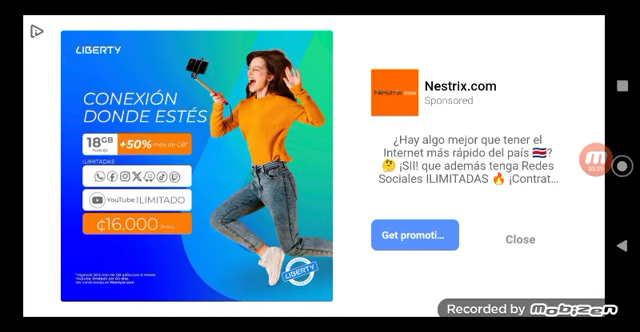 LIBERTY
CONEXIÓN
DONDE ESTÉS
18GB
+50% más de GB*
ILIMITADAS
YouTube ILIMITADO
₡16.000
LIBERTY
Nestrix.com
Sponsored
¿Hay algo mejor que tener el
Internet más rápido del país 🇨🇷?
🤔 ¡SII! que además tenga Redes
Sociales ILIMITADAS 🔥 ¡Contrat...
Get promoti...
Close
03:29
Recorded by Mobizen